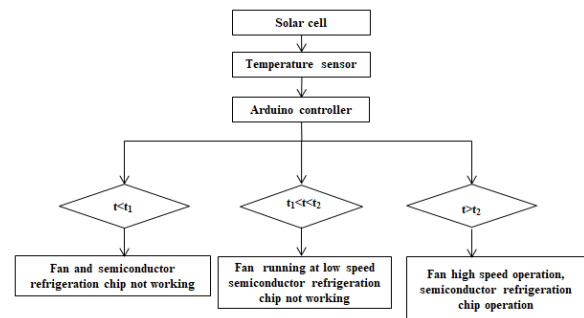 Solar cell
Temperature sensor
Arduino controller
t<t₁
t₁<t<t₂
t>t₂
Fan and semiconductor
refrigeration chip not working
Fan running at low speed
semiconductor refrigeration
chip not working
Fan high speed operation,
semiconductor refrigeration
chip operation